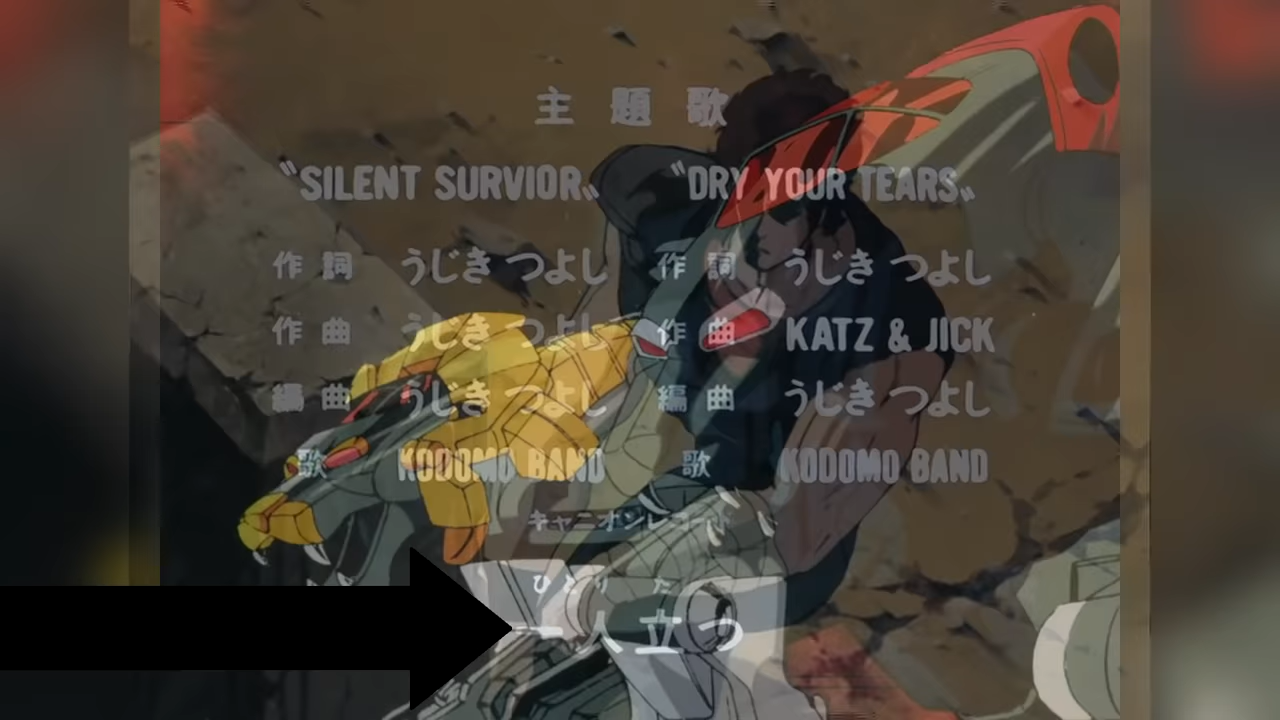 主題歌
〝SILENT SURVIOR〟 〝DRY YOUR TEARS〟
作詞 うじき つよし 作詞 うじき つよし
作曲 うじき つよし 作曲 KATZ & JICK
編曲 うじき つよし 編曲 うじき つよし
歌 KODOMO BAND 歌 KODOMO BAND
キャニオンレコード
ひとり た
一人立つ